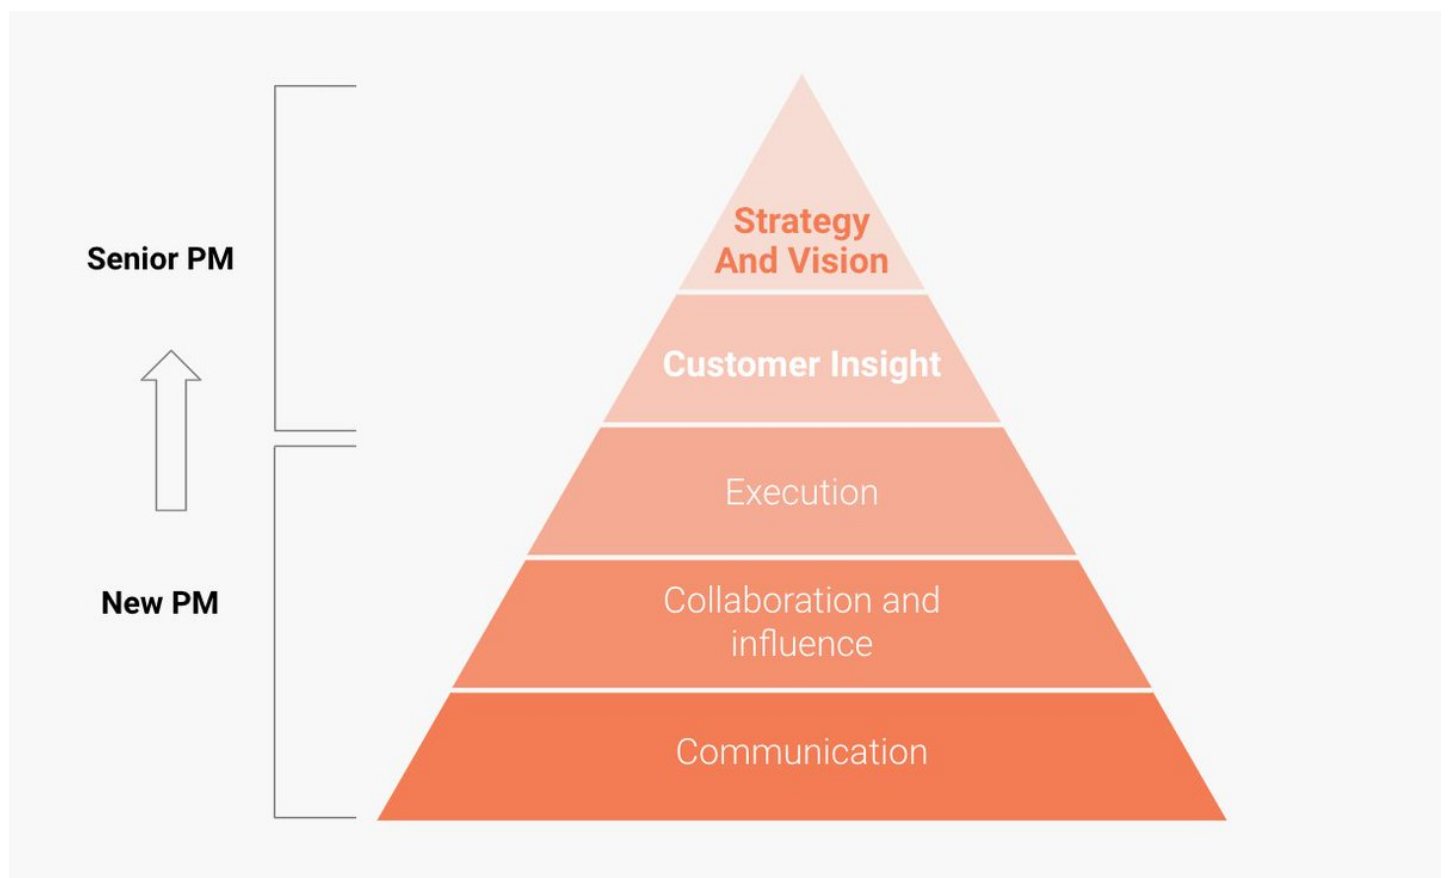 Strategy
And Vision
Senior PM
Customer Insight
Execution
New PM
Collaboration and
influence
Communication